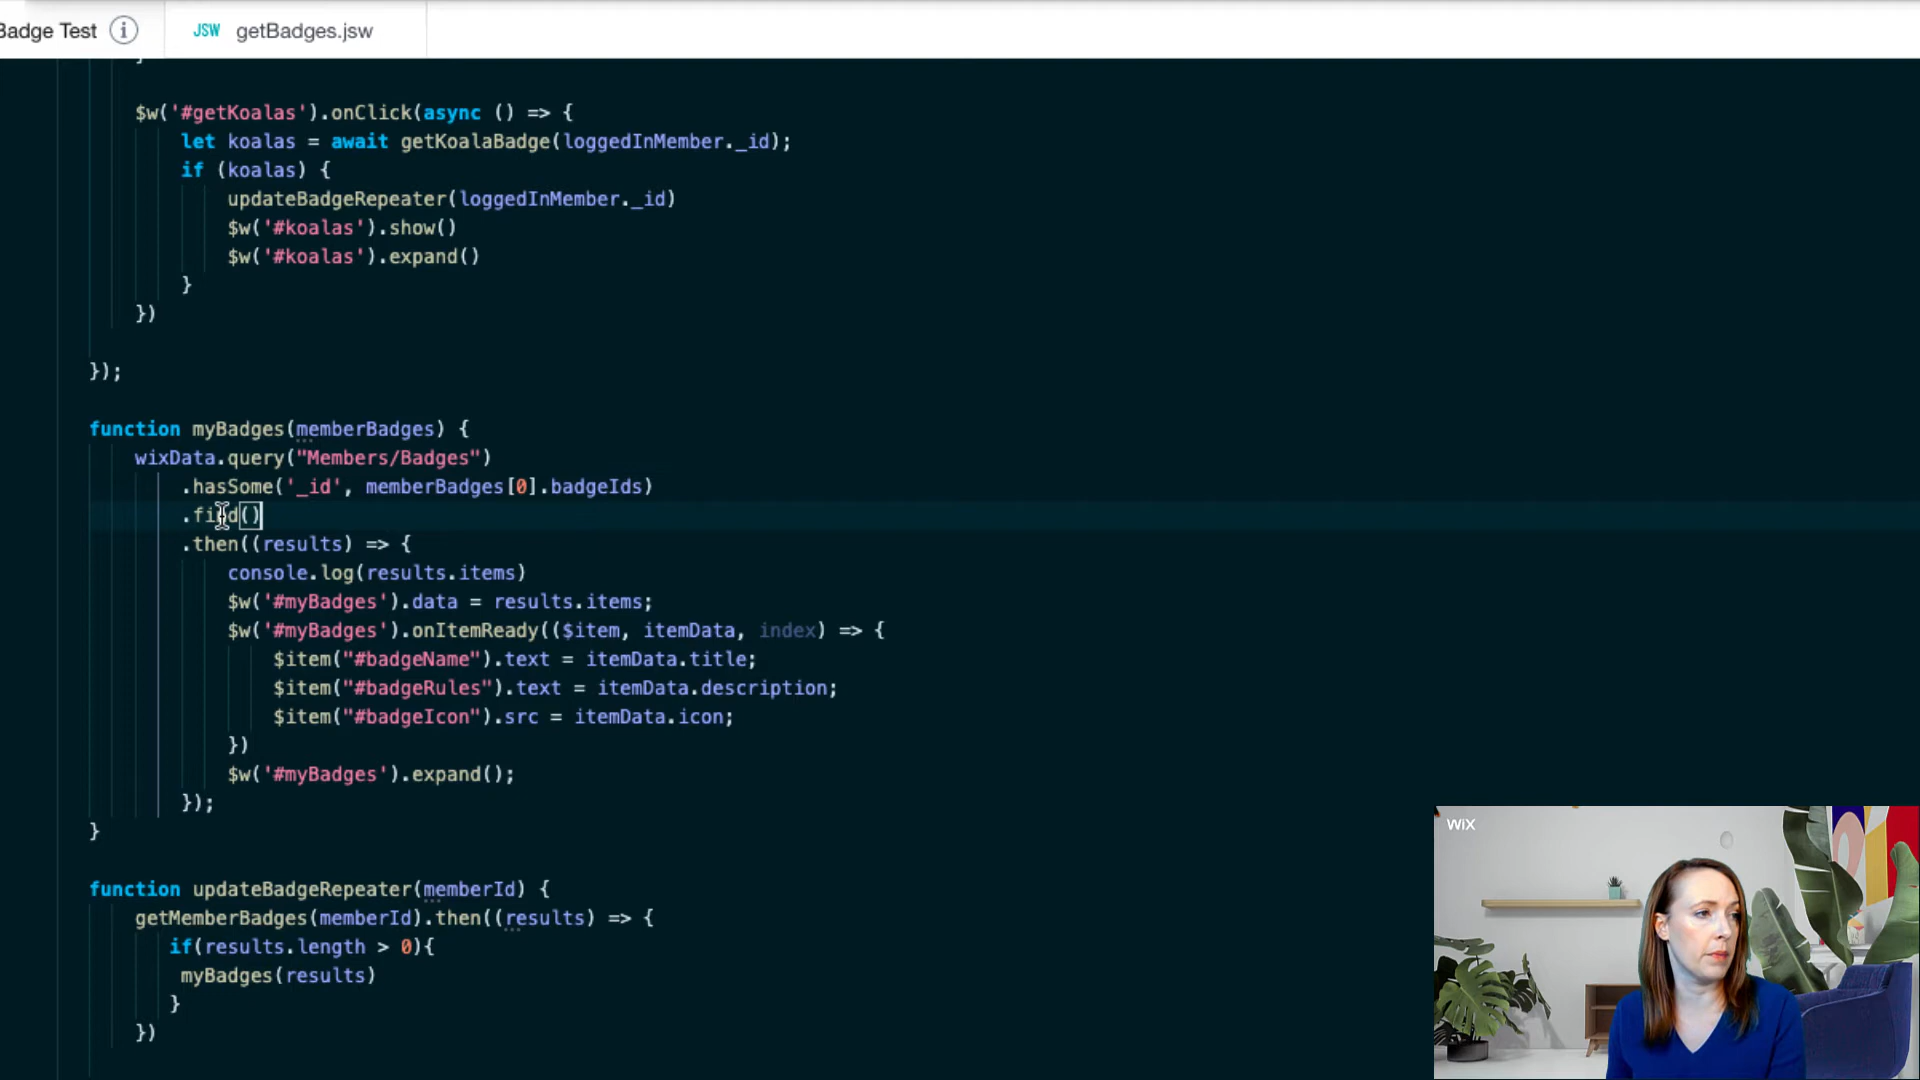 Badge Test
JSW getBadges.jsw
}
$w('#getKoalas').onClick(async () => {
let koalas = await getKoalaBadge(loggedInMember._id);
if (koalas) {
updateBadgeRepeater(loggedInMember._id)
$w('#koalas').show()
$w('#koalas').expand()
}
})
});
function myBadges(memberBadges) {
wixData.query("Members/Badges")
.hasSome('_id', memberBadges[0].badgeIds)
.find()
.then((results) => {
console.log(results.items)
$w('#myBadges').data = results.items;
$w('#myBadges').onItemReady(($item, itemData, index) => {
$item("#badgeName").text = itemData.title;
$item("#badgeRules").text = itemData.description;
$item("#badgeIcon").src = itemData.icon;
})
$w('#myBadges').expand();
});
}
function updateBadgeRepeater(memberId) {
getMemberBadges(memberId).then((results) => {
if(results.length > 0){
myBadges(results)
}
})
WiX